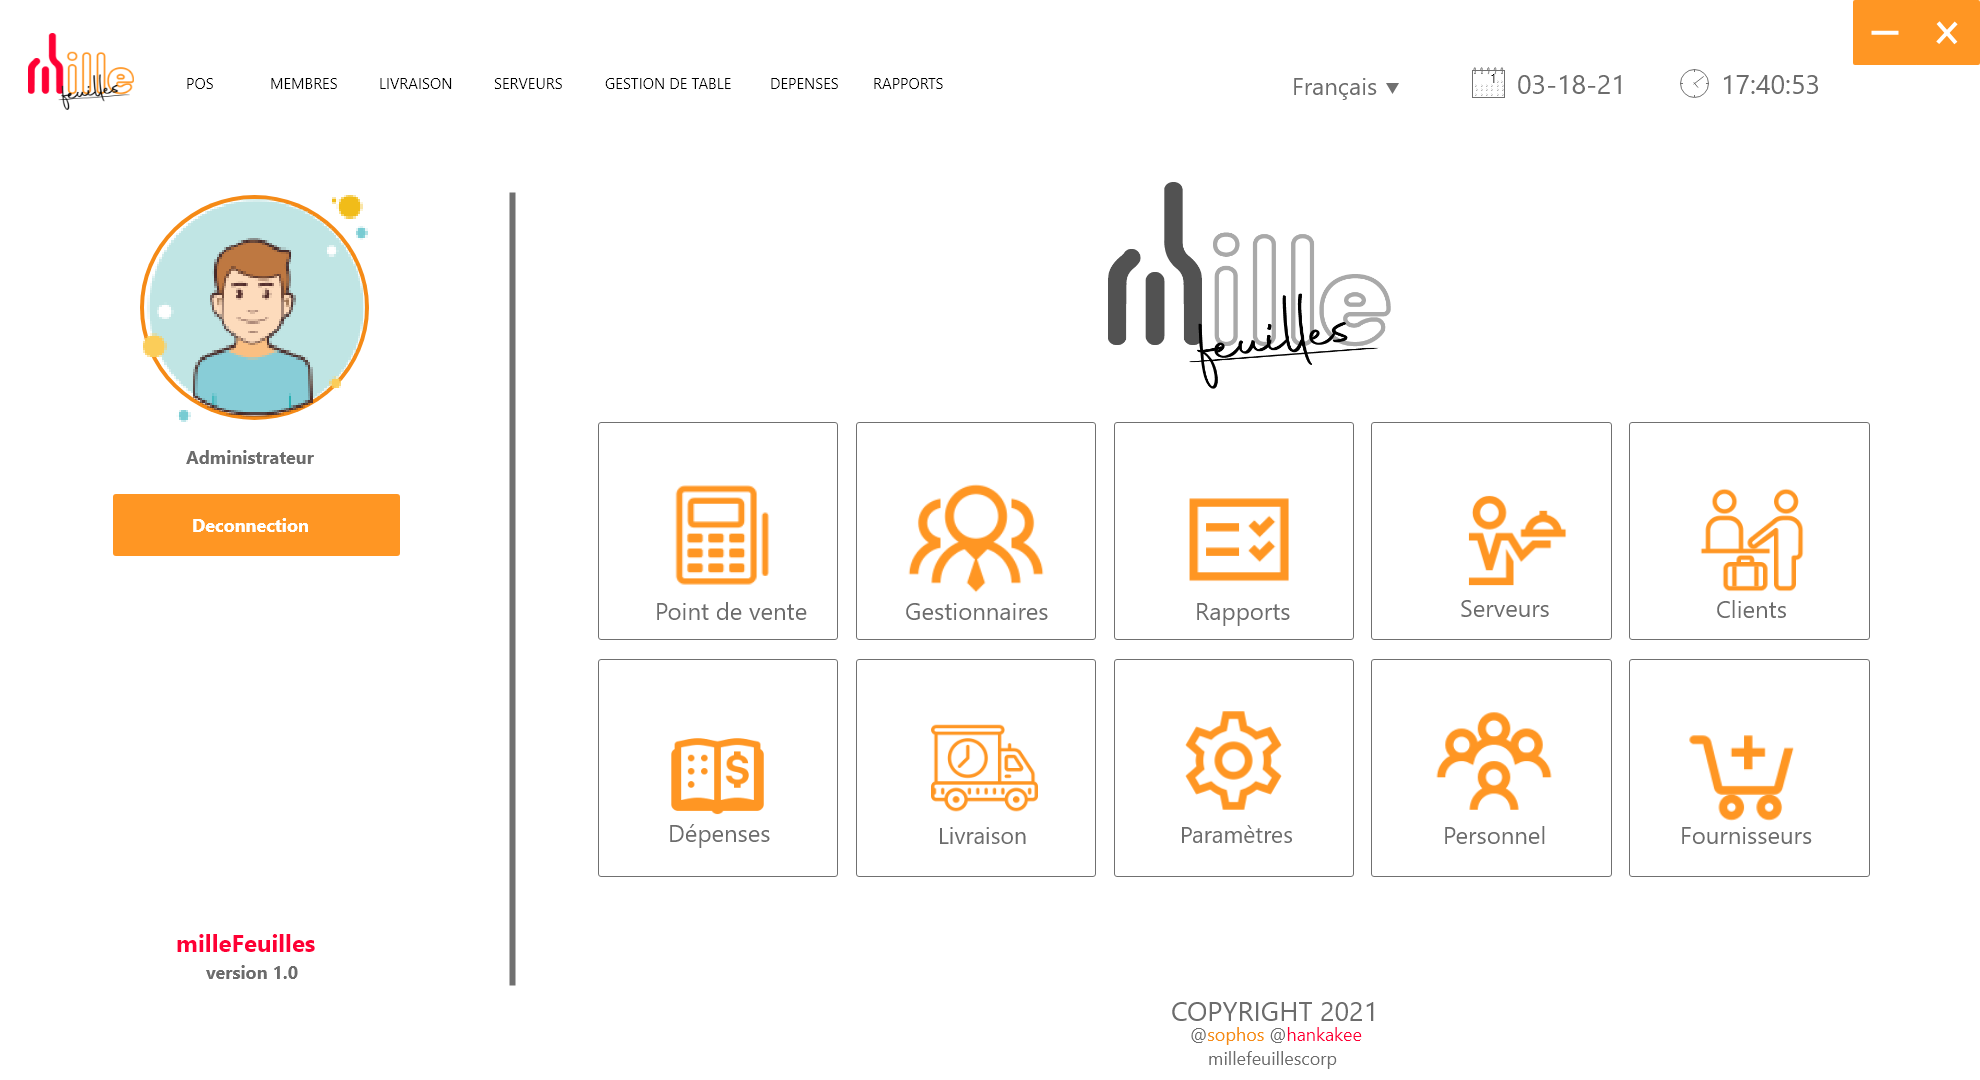 Mille
feuilles
POS MEMBRES LIVRAISON SERVEURS GESTION DE TABLE DEPENSES RAPPORTS
Français ▼
1
03-18-21
17:40:53
Administrateur
Deconnection
milleFeuilles
version 1.0
Mille
feuilles
Point de vente
Gestionnaires
Rapports
Serveurs
Clients
Dépenses
Livraison
Paramètres
Personnel
Fournisseurs
COPYRIGHT 2021
@sophos @hankakee
millefeuillescorp